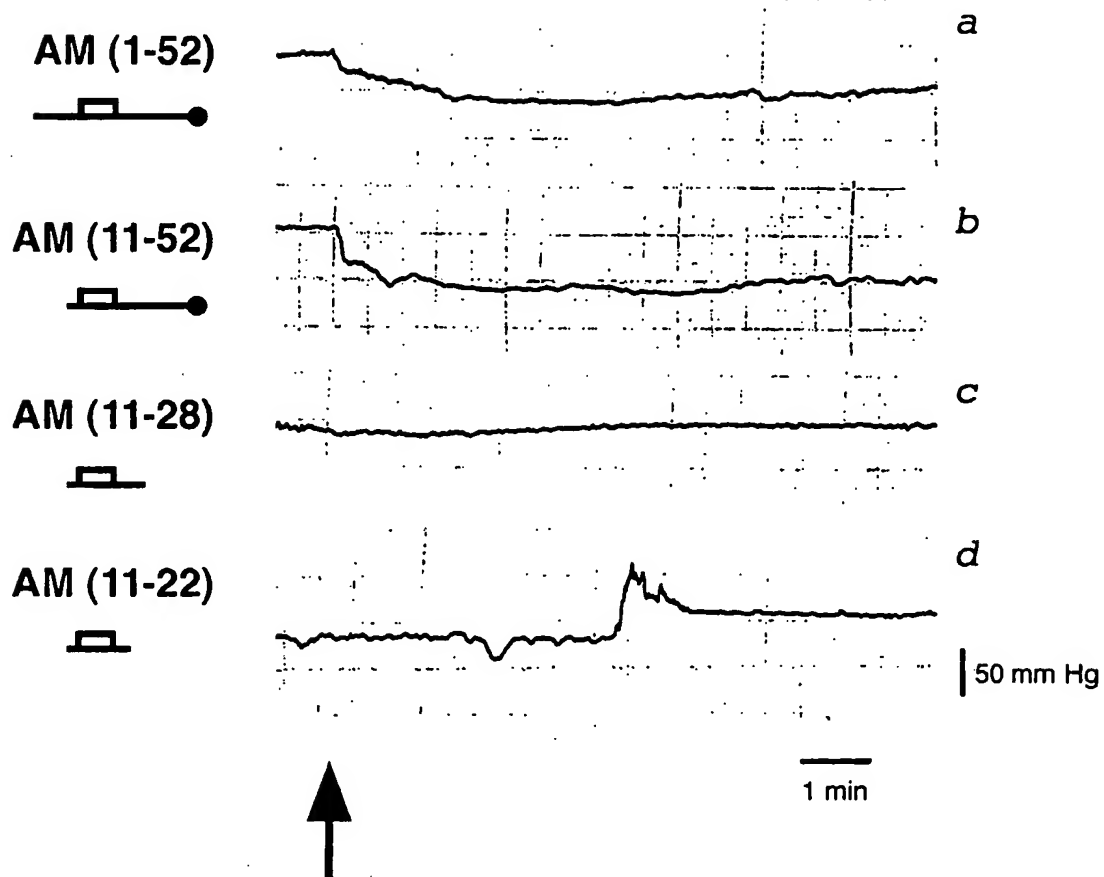 AM (1-52)
a
AM (11-52)
b
AM (11-28)
c
AM (11-22)
d
50 mm Hg
1 min